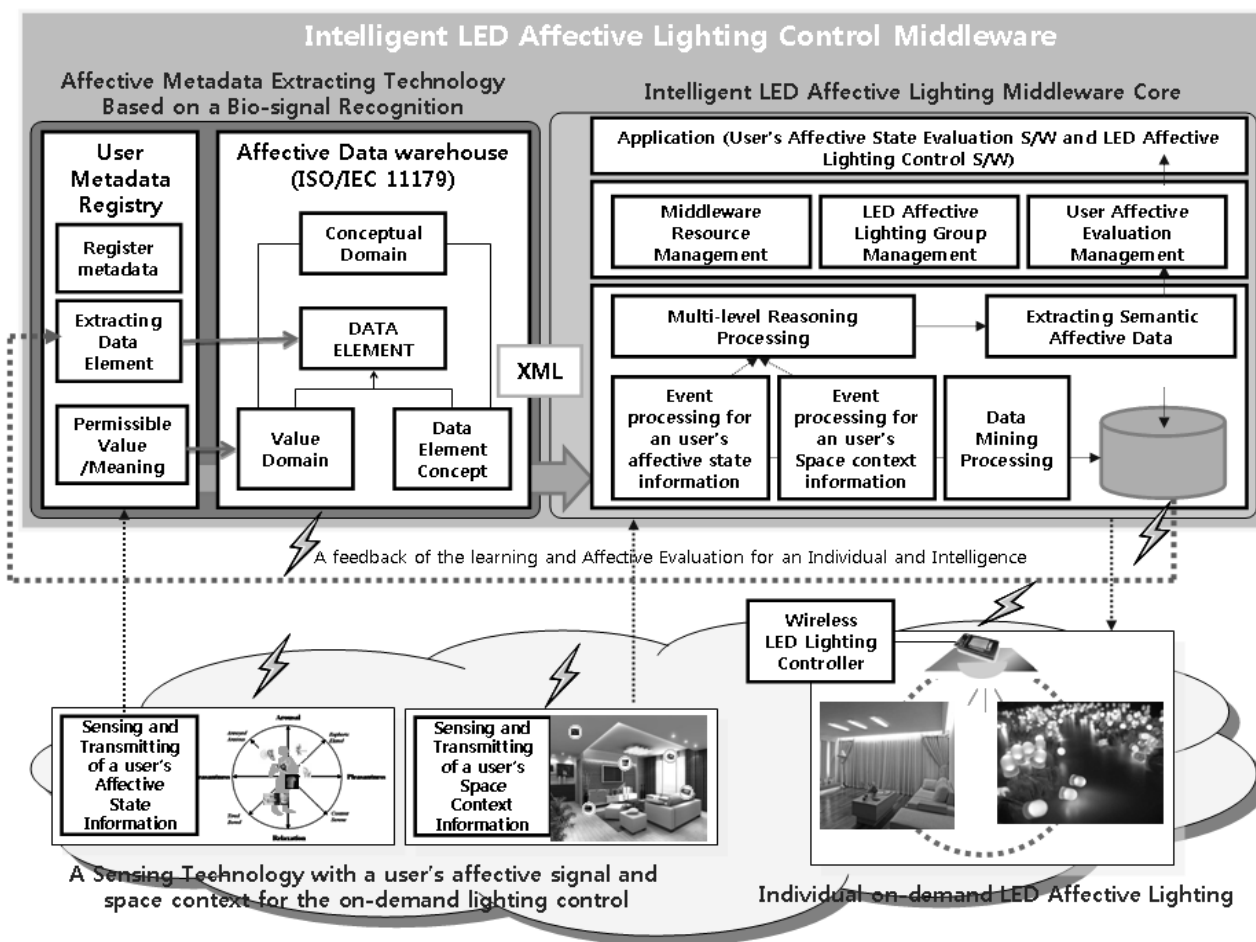 Intelligent LED Affective Lighting Control Middleware
Affective Metadata Extracting Technology
Based on a Bio-signal Recognition
Intelligent LED Affective Lighting Middleware Core
User
Metadata
Registry
Register
metadata
Extracting
Data
Element
Permissible
Value
/Meaning
Affective Data warehouse
(ISO/IEC 11179)
Conceptual
Domain
DATA
ELEMENT
Value
Domain
Data
Element
Concept
XML
Application (User's Affective State Evaluation S/W and LED Affective
Lighting Control S/W)
Middleware
Resource
Management
LED Affective
Lighting Group
Management
User Affective
Evaluation
Management
Multi-level Reasoning
Processing
Extracting Semantic
Affective Data
Event
processing for
an user's
affective state
information
Event
processing for
an user's
Space context
information
Data
Mining
Processing
A feedback of the learning and Affective Evaluation for an Individual and Intelligence
Wireless
LED Lighting
Controller
Sensing and
Transmitting
of a user's
Affective
State
Information
Arousal
Pleasantness
Relaxation
Sensing and
Transmitting
of a user's
Space
Context
Information
A Sensing Technology with a user's affective signal and
space context for the on-demand lighting control
Individual on-demand LED Affective Lighting